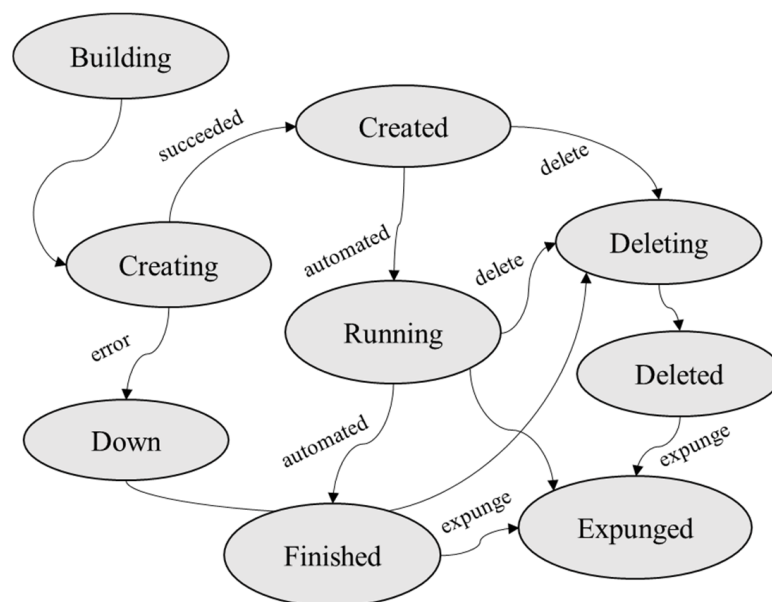 Building
succeeded
Created
delete
Creating
automated
delete
Deleting
error
Running
Deleted
Down
automated
expunge
expunge
Finished
Expunged